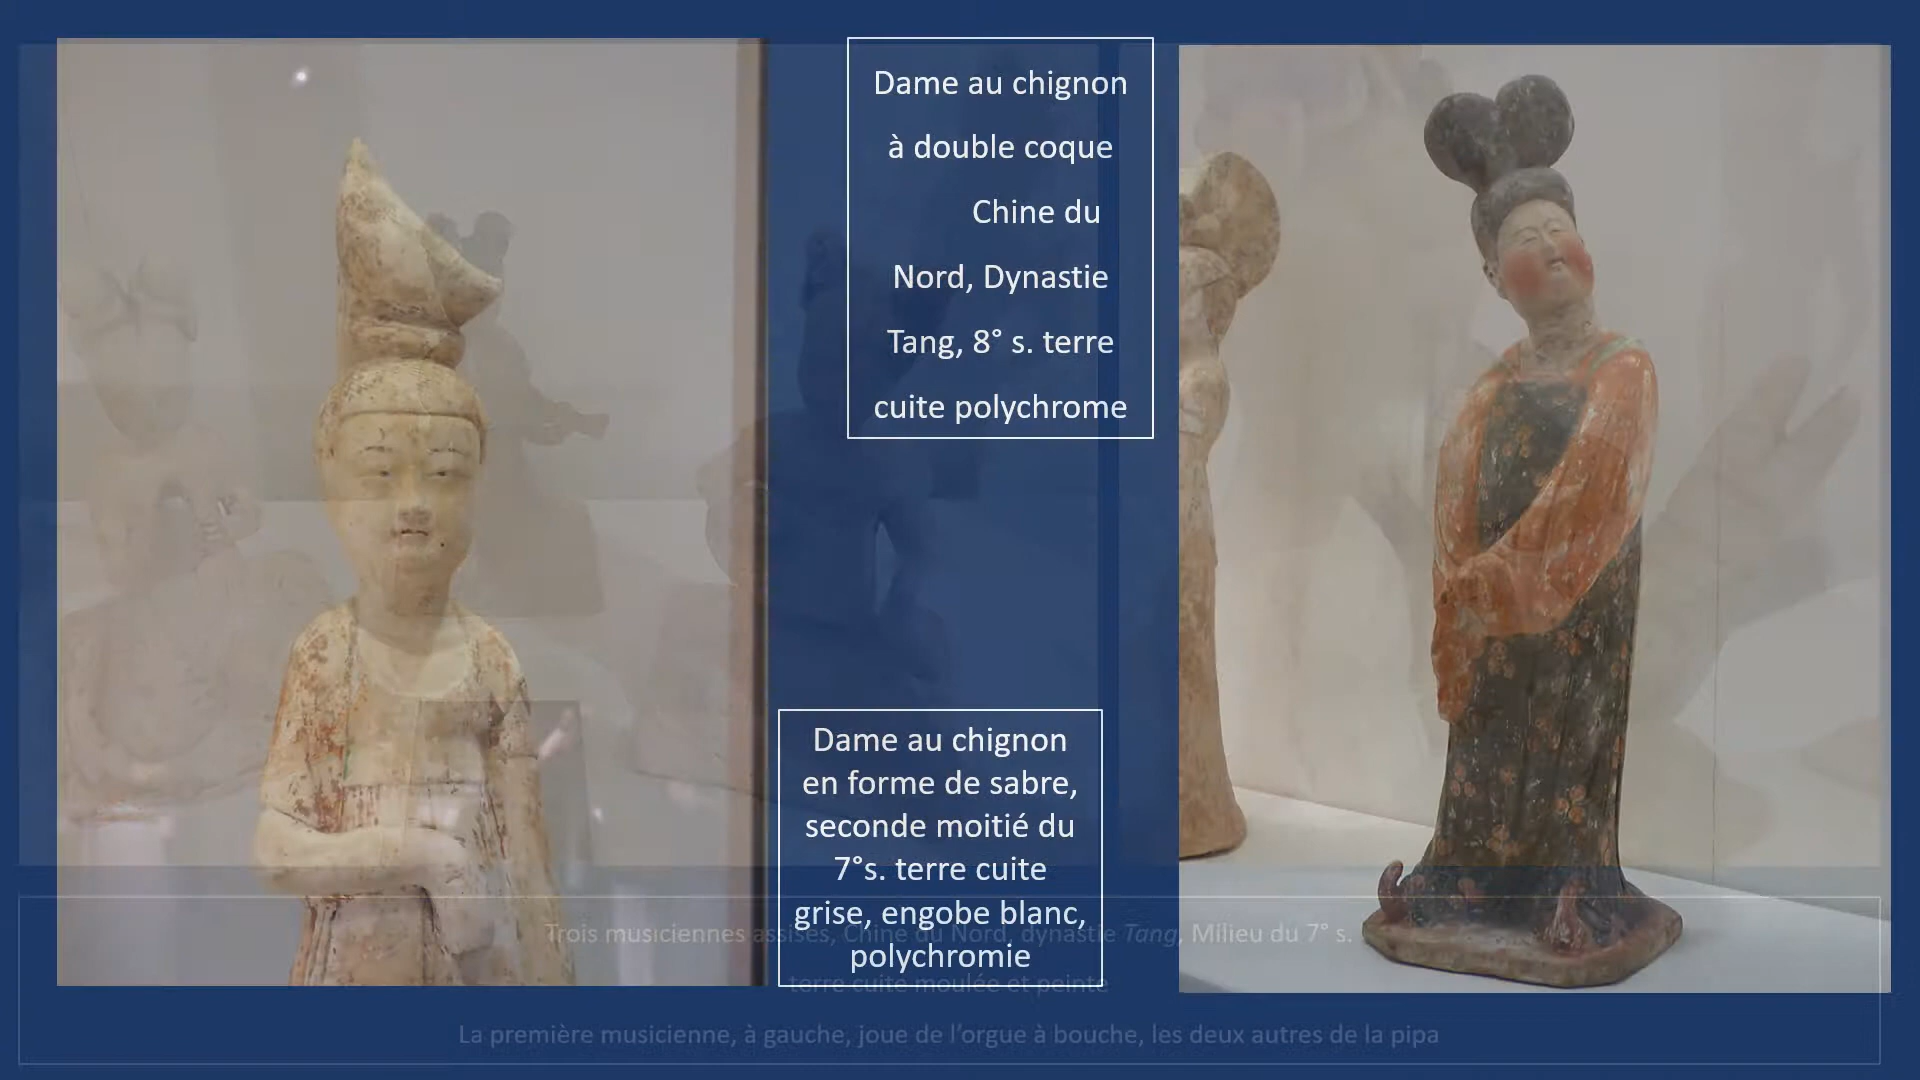 Dame au chignon
à double coque
Chine du
Nord, Dynastie
Tang, 8° s. terre
cuite polychrome
Dame au chignon
en forme de sabre,
seconde moitié du
7°s. terre cuite
grise, engobe blanc,
polychromie
Trois musiciennes assises, Chine du Nord, dynastie Tang, Milieu du 7° s.
terre cuite moulée et peinte
La première musicienne, à gauche, joue de l’orgue à bouche, les deux autres de la pipa